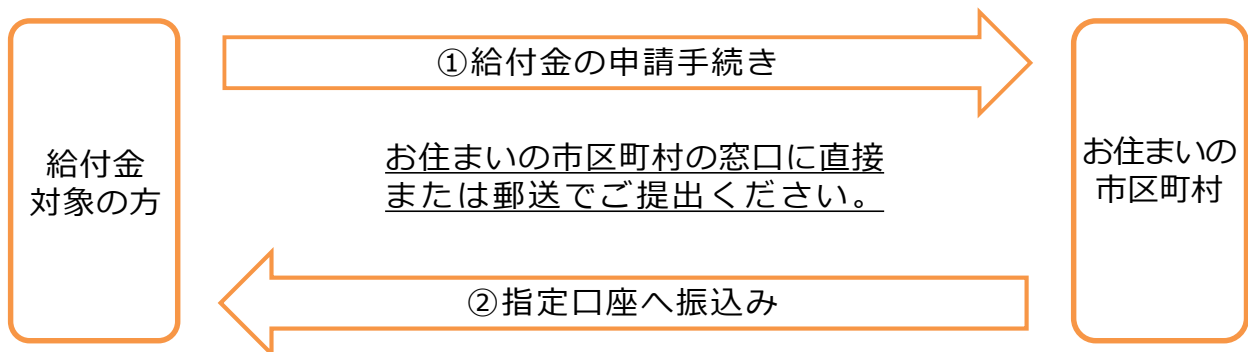 ①給付金の申請手続き
給付金
対象の方
お住まいの市区町村の窓口に直接
または郵送でご提出ください。
お住まいの
市区町村
②指定口座へ振込み